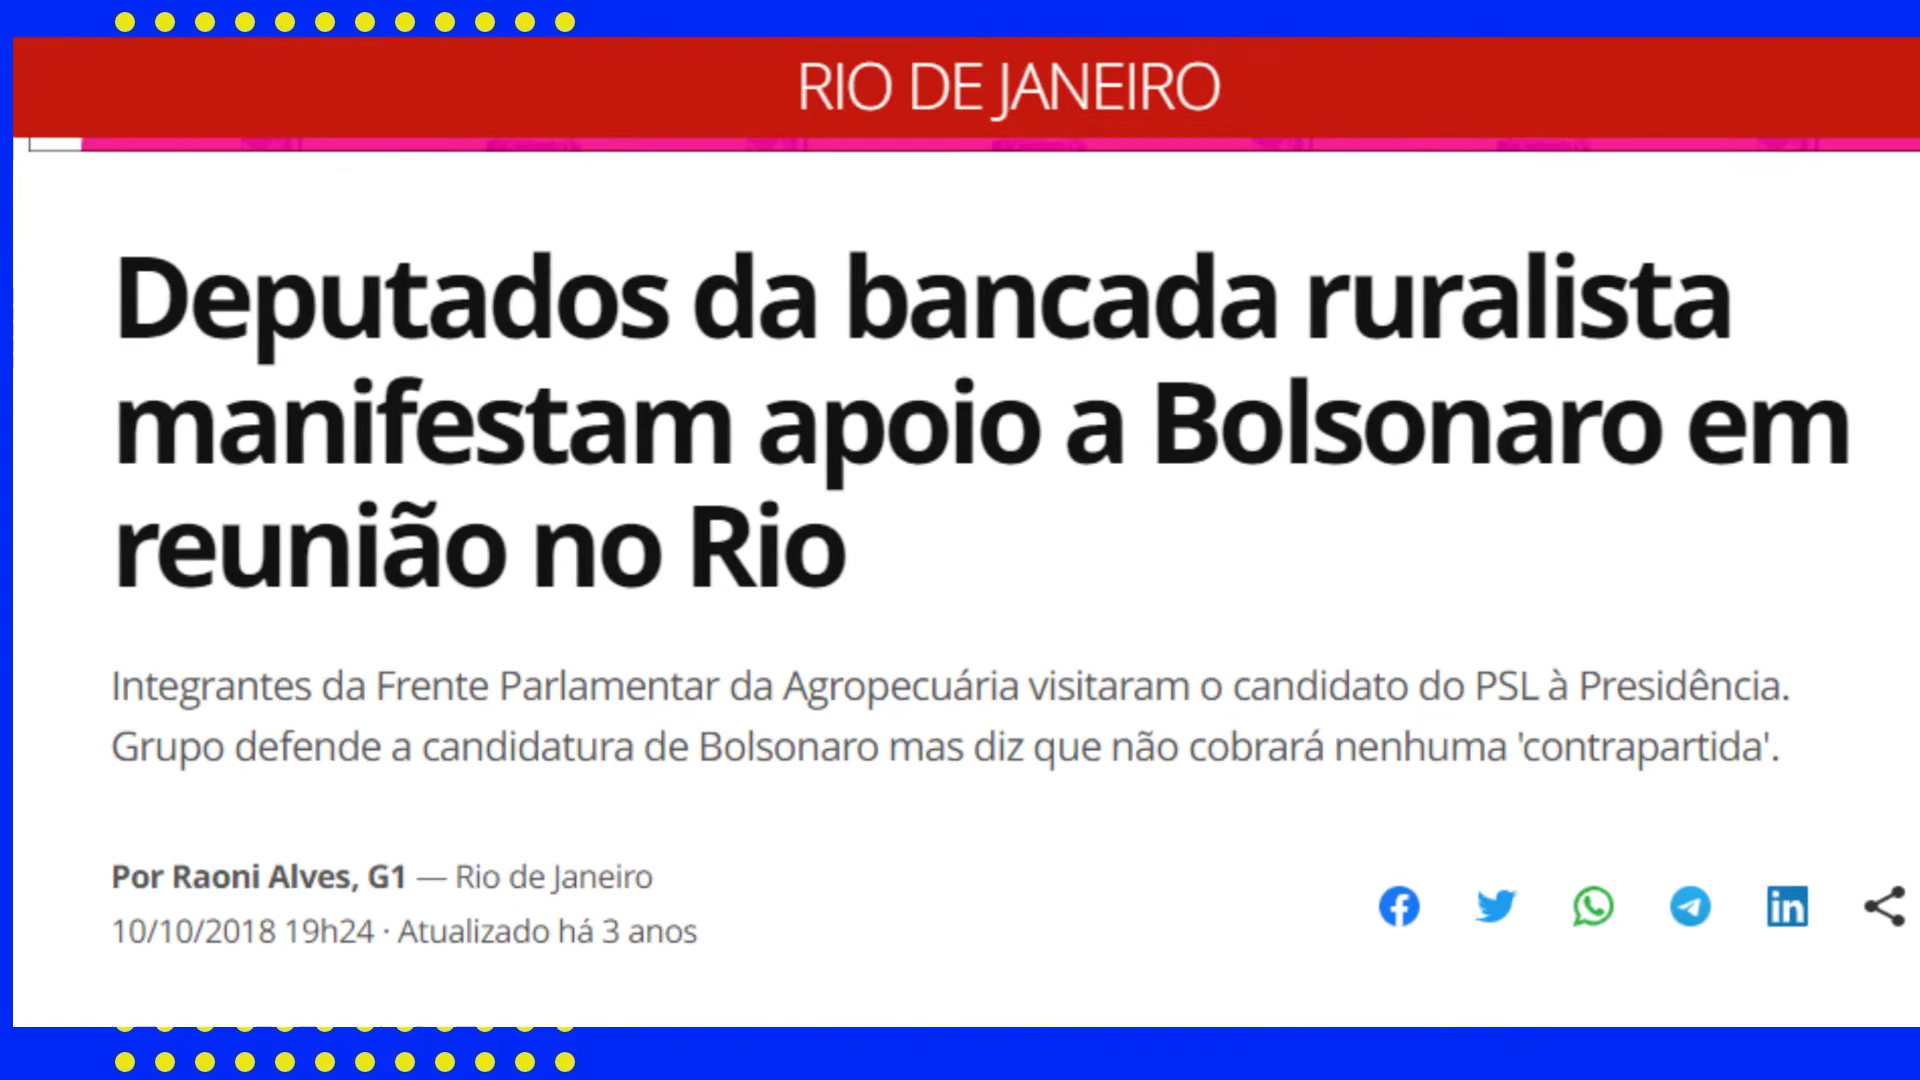 RIO DE JANEIRO
Deputados da bancada ruralista
manifestam apoio a Bolsonaro em
reunião no Rio
Integrantes da Frente Parlamentar da Agropecuária visitaram o candidato do PSL à Presidência.
Grupo defende a candidatura de Bolsonaro mas diz que não cobrará nenhuma 'contrapartida'.
Por Raoni Alves, G1 — Rio de Janeiro
10/10/2018 19h24 · Atualizado há 3 anos